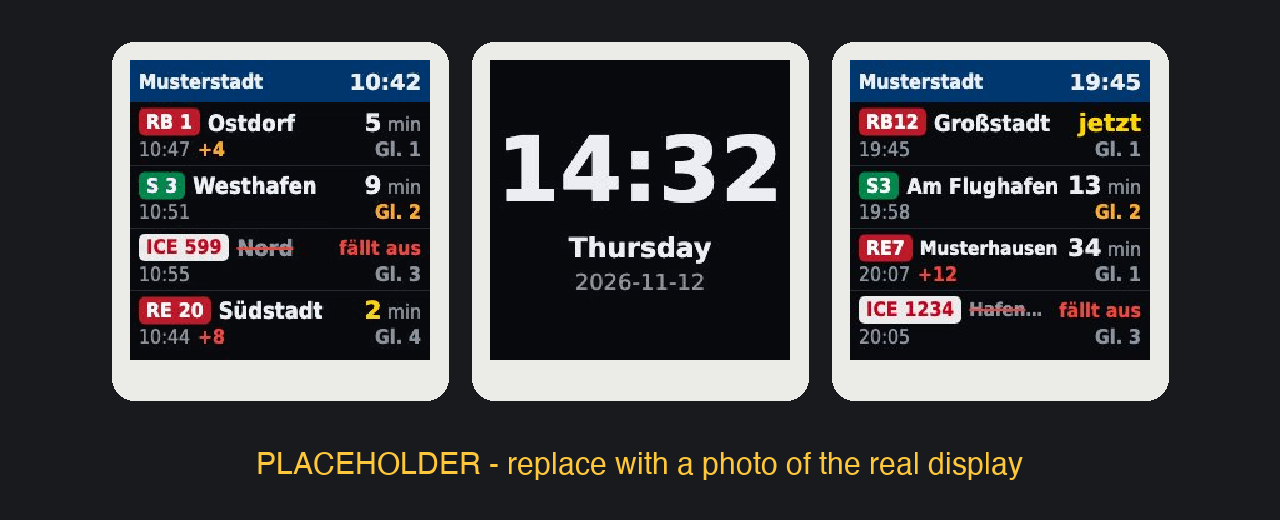 Musterstadt 10:42
RB 1 Ostdorf 5 min
10:47 +4 Gl. 1
S 3 Westhafen 9 min
10:51 Gl. 2
ICE 599 Nord fällt aus
10:55 Gl. 3
RE 20 Südstadt 2 min
10:44 +8 Gl. 4
14:32
Thursday
2026-11-12
Musterstadt 19:45
RB12 Großstadt jetzt
19:45 Gl. 1
S3 Am Flughafen 13 min
19:58 Gl. 2
RE7 Musterhausen 34 min
20:07 +12 Gl. 1
ICE 1234 Hafen... fällt aus
20:05 Gl. 3
PLACEHOLDER - replace with a photo of the real display